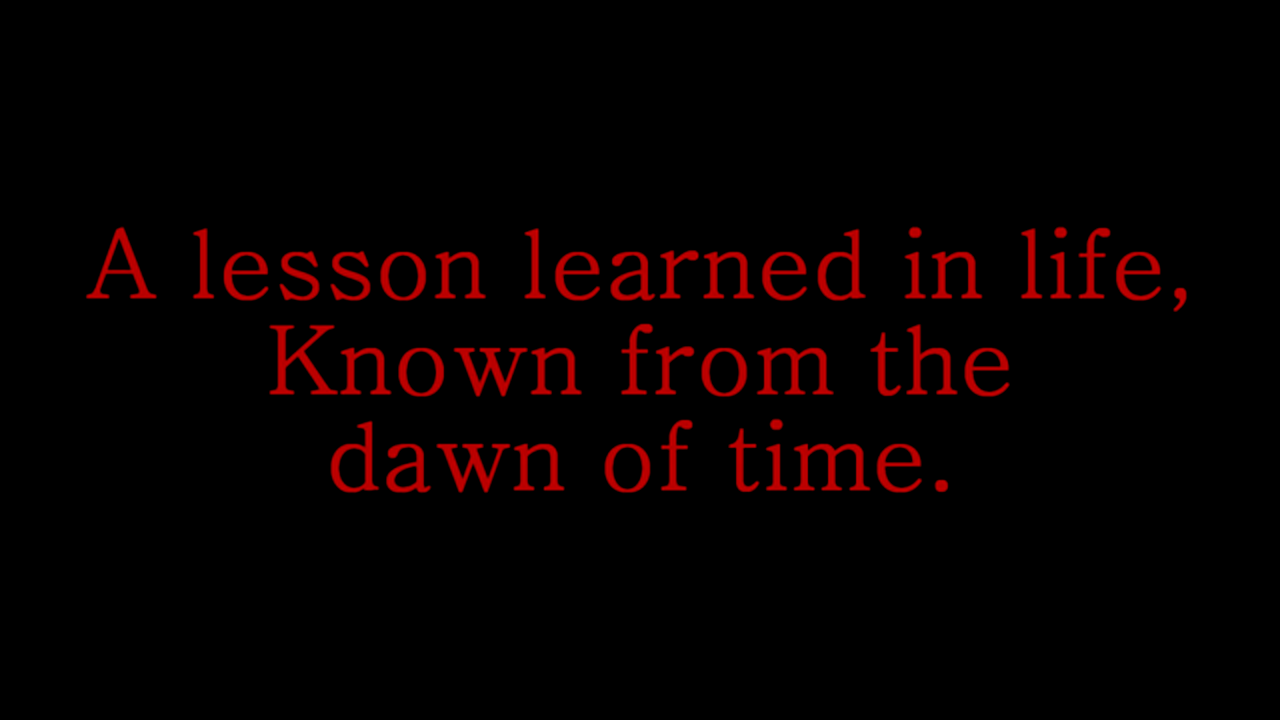 A lesson learned in life,
Known from the
dawn of time.